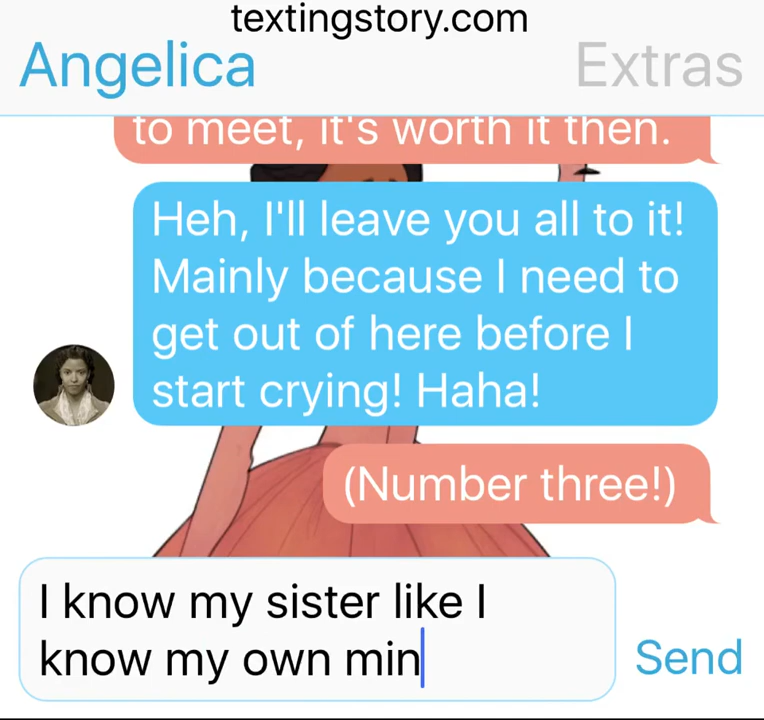 textingstory.com
Angelica
Extras
to meet, it's worth it then.
Heh, I'll leave you all to it!
Mainly because I need to
get out of here before I
start crying! Haha!
(Number three!)
I know my sister like I
know my own min
Send